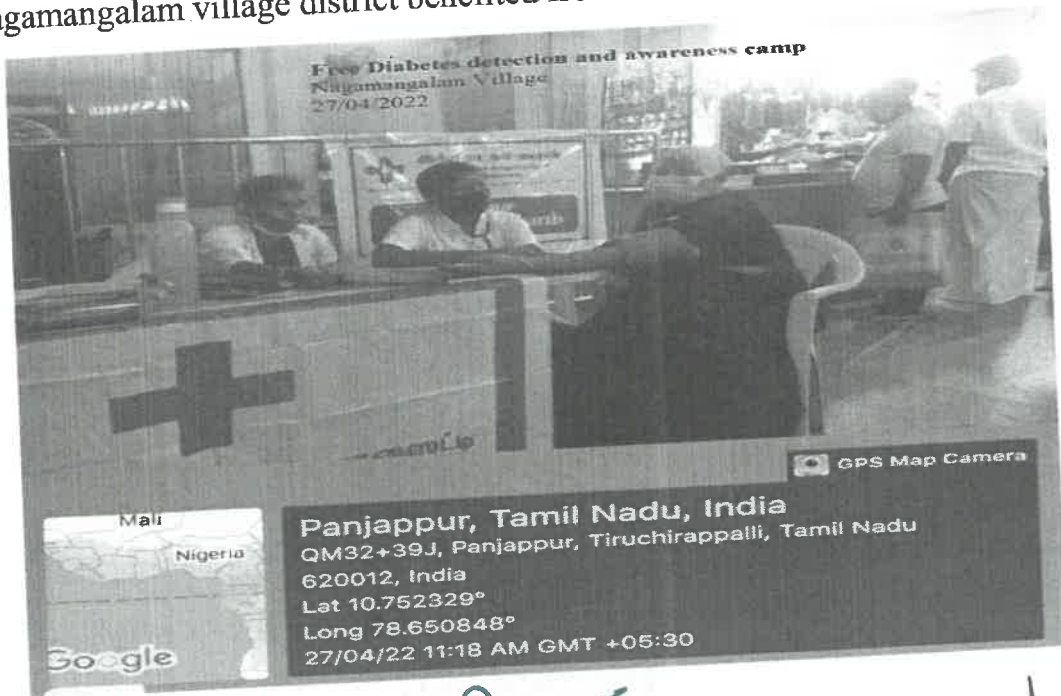 agamangalam village district benefited
Free Diabetes detection and awareness camp
Nagamangalam Village
27/04/2022
GPS Map Camera
Mali
Nigeria
Google
Panjappur, Tamil Nadu, India
QM32+39J, Panjappur, Tiruchirappalli, Tamil Nadu
620012, India
Lat 10.752329°
Long 78.650848°
27/04/22 11:18 AM GMT +05:30